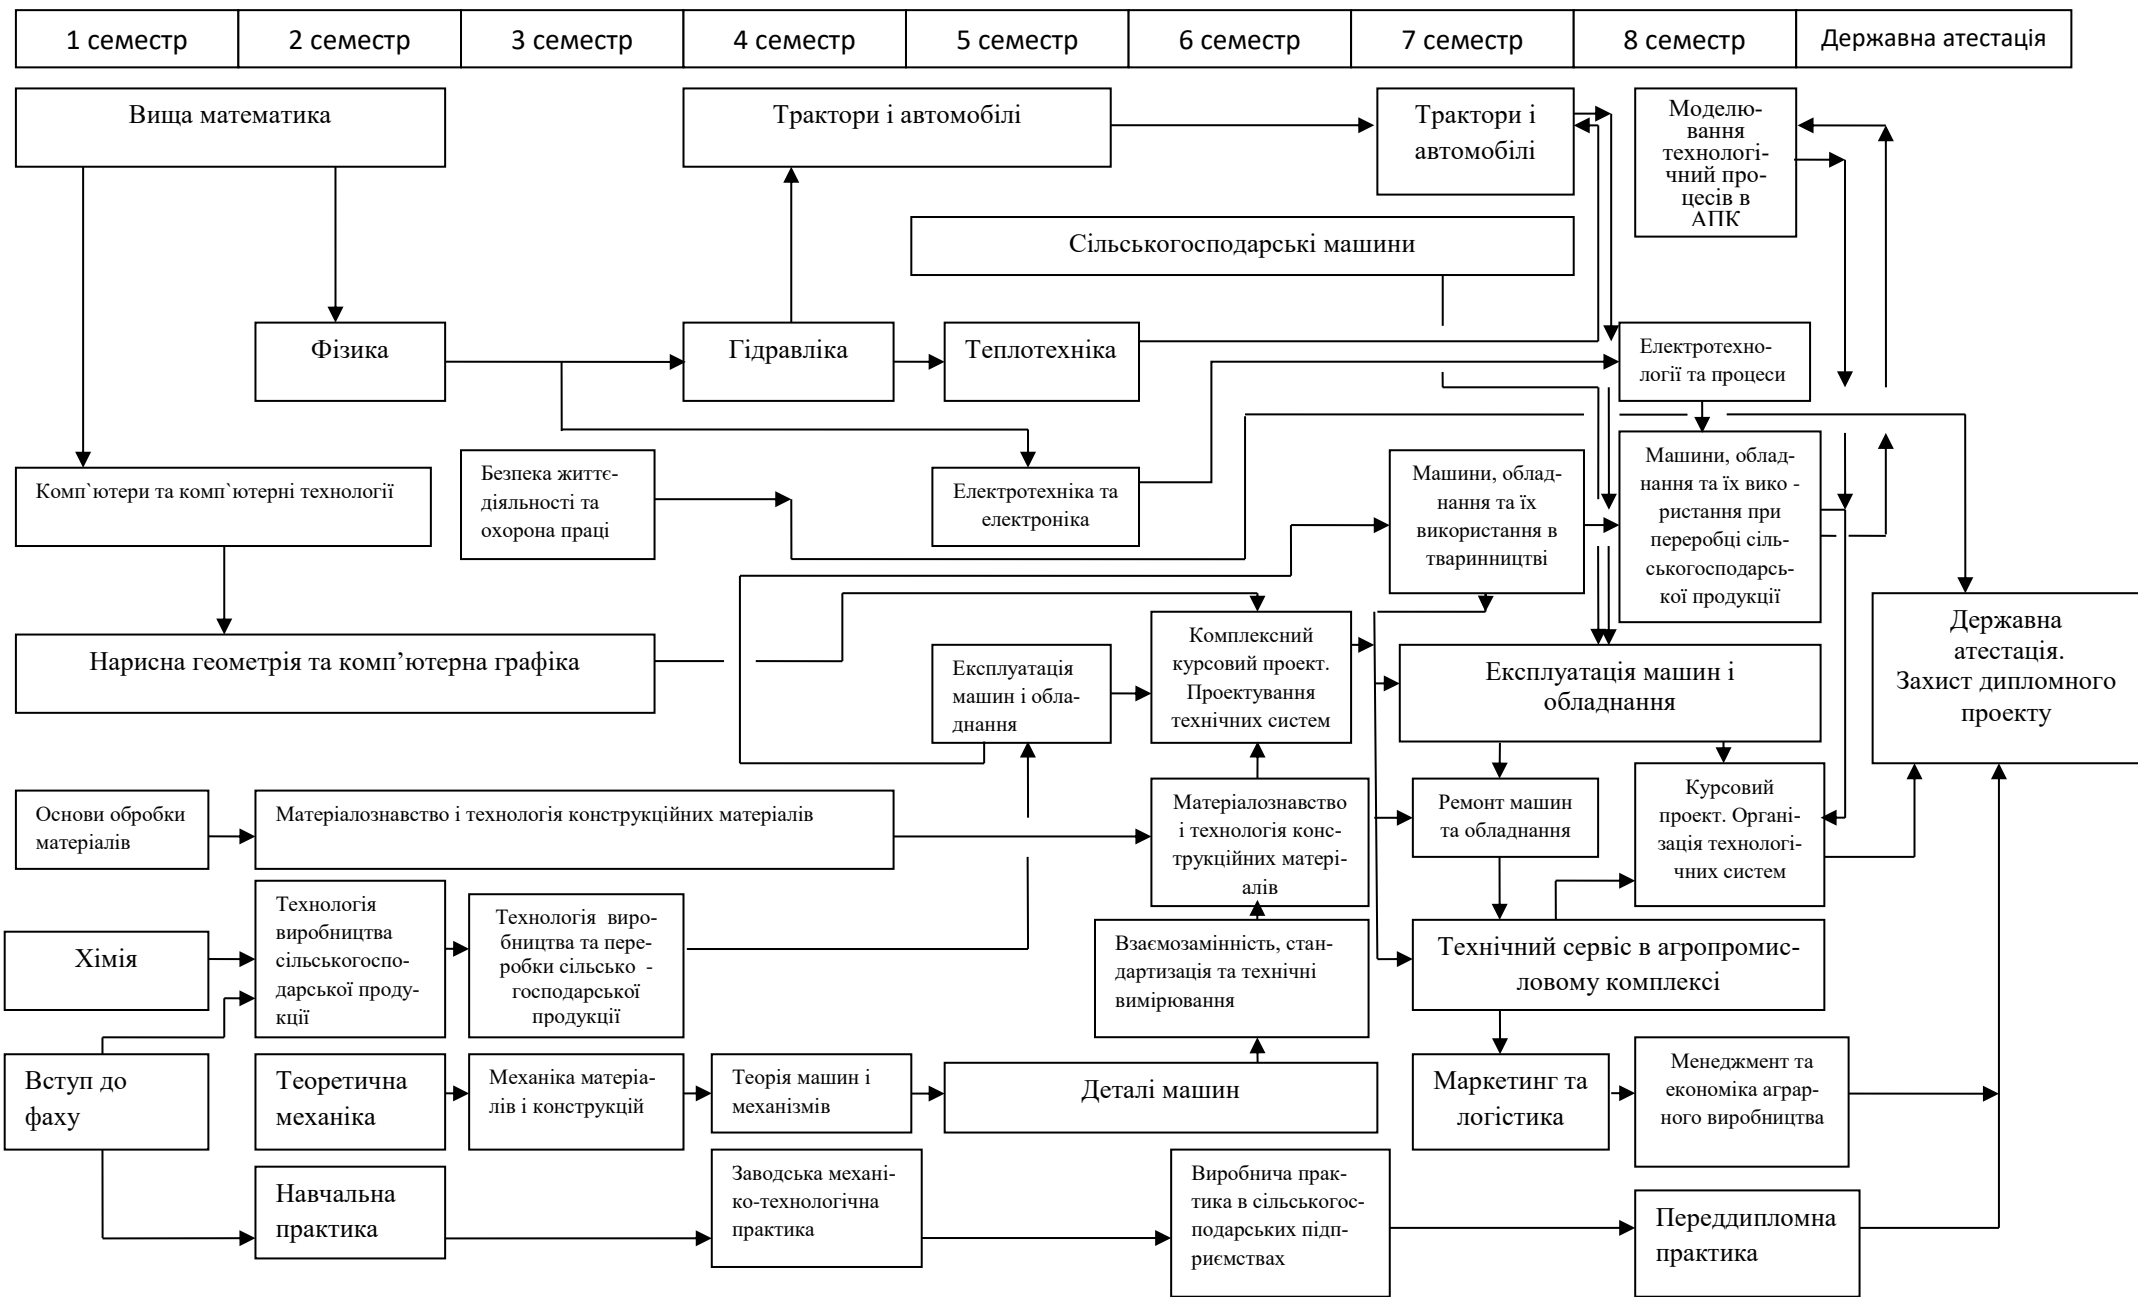 1 семестр
2 семестр
3 семестр
4 семестр
5 семестр
6 семестр
7 семестр
8 семестр
Державна атестація
Вища математика
Трактори і автомобілі
Трактори і
автомобілі
Моделю-
вання
технологі-
чний про-
цесів в
АПК
Сільськогосподарські машини
Фізика
Гідравліка
Теплотехніка
Електротехно-
логії та процеси
Комп`ютери та комп`ютерні технології
Безпека життє-
діяльності та
охорона праці
Електротехніка та
електроніка
Машини, облад-
нання та їх
використання в
тваринництві
Машини, облад-
нання та їх вико -
ристання при
переробці сіль-
ськогосподарсь-
кої продукції
Нарисна геометрія та комп’ютерна графіка
Експлуатація
машин і обла-
днання
Комплексний
курсовий проект.
Проектування
технічних систем
Експлуатація машин і
обладнання
Державна
атестація.
Захист дипломного
проекту
Основи обробки
матеріалів
Матеріалознавство і технологія конструкційних матеріалів
Матеріалознавство
і технологія конс-
трукційних матері-
алів
Ремонт машин
та обладнання
Курсовий
проект. Органі-
зація технологі-
чних систем
Хімія
Технологія
виробництва
сільськогоспо-
дарської проду-
кції
Технологія виро-
бництва та пере-
робки сільсько -
господарської
продукції
Взаємозамінність, стан-
дартизація та технічні
вимірювання
Технічний сервіс в агропромис-
ловому комплексі
Вступ до
фаху
Теоретична
механіка
Механіка матеріа-
лів і конструкцій
Теорія машин і
механізмів
Деталі машин
Маркетинг та
логістика
Менеджмент та
економіка аграр-
ного виробництва
Навчальна
практика
Заводська механі-
ко-технологічна
практика
Виробнича прак-
тика в сільськогос-
подарських підп-
риємствах
Переддипломна
практика